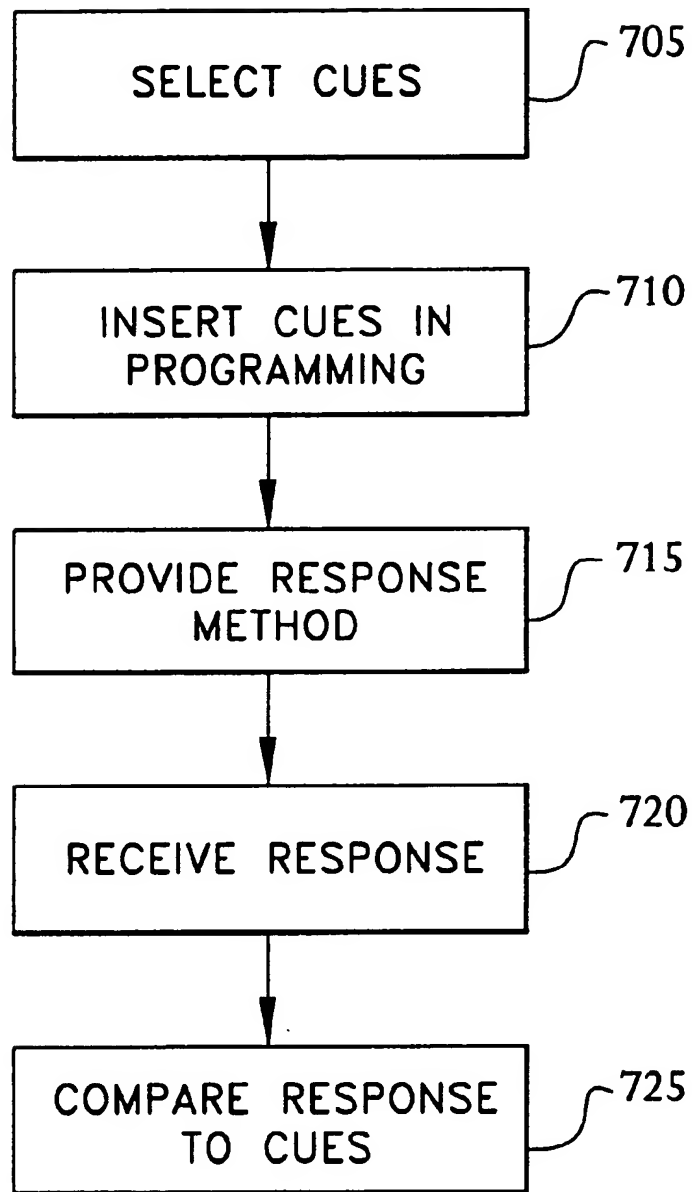 SELECT CUES
705
INSERT CUES IN
PROGRAMMING
710
PROVIDE RESPONSE
METHOD
715
RECEIVE RESPONSE
720
COMPARE RESPONSE
TO CUES
725